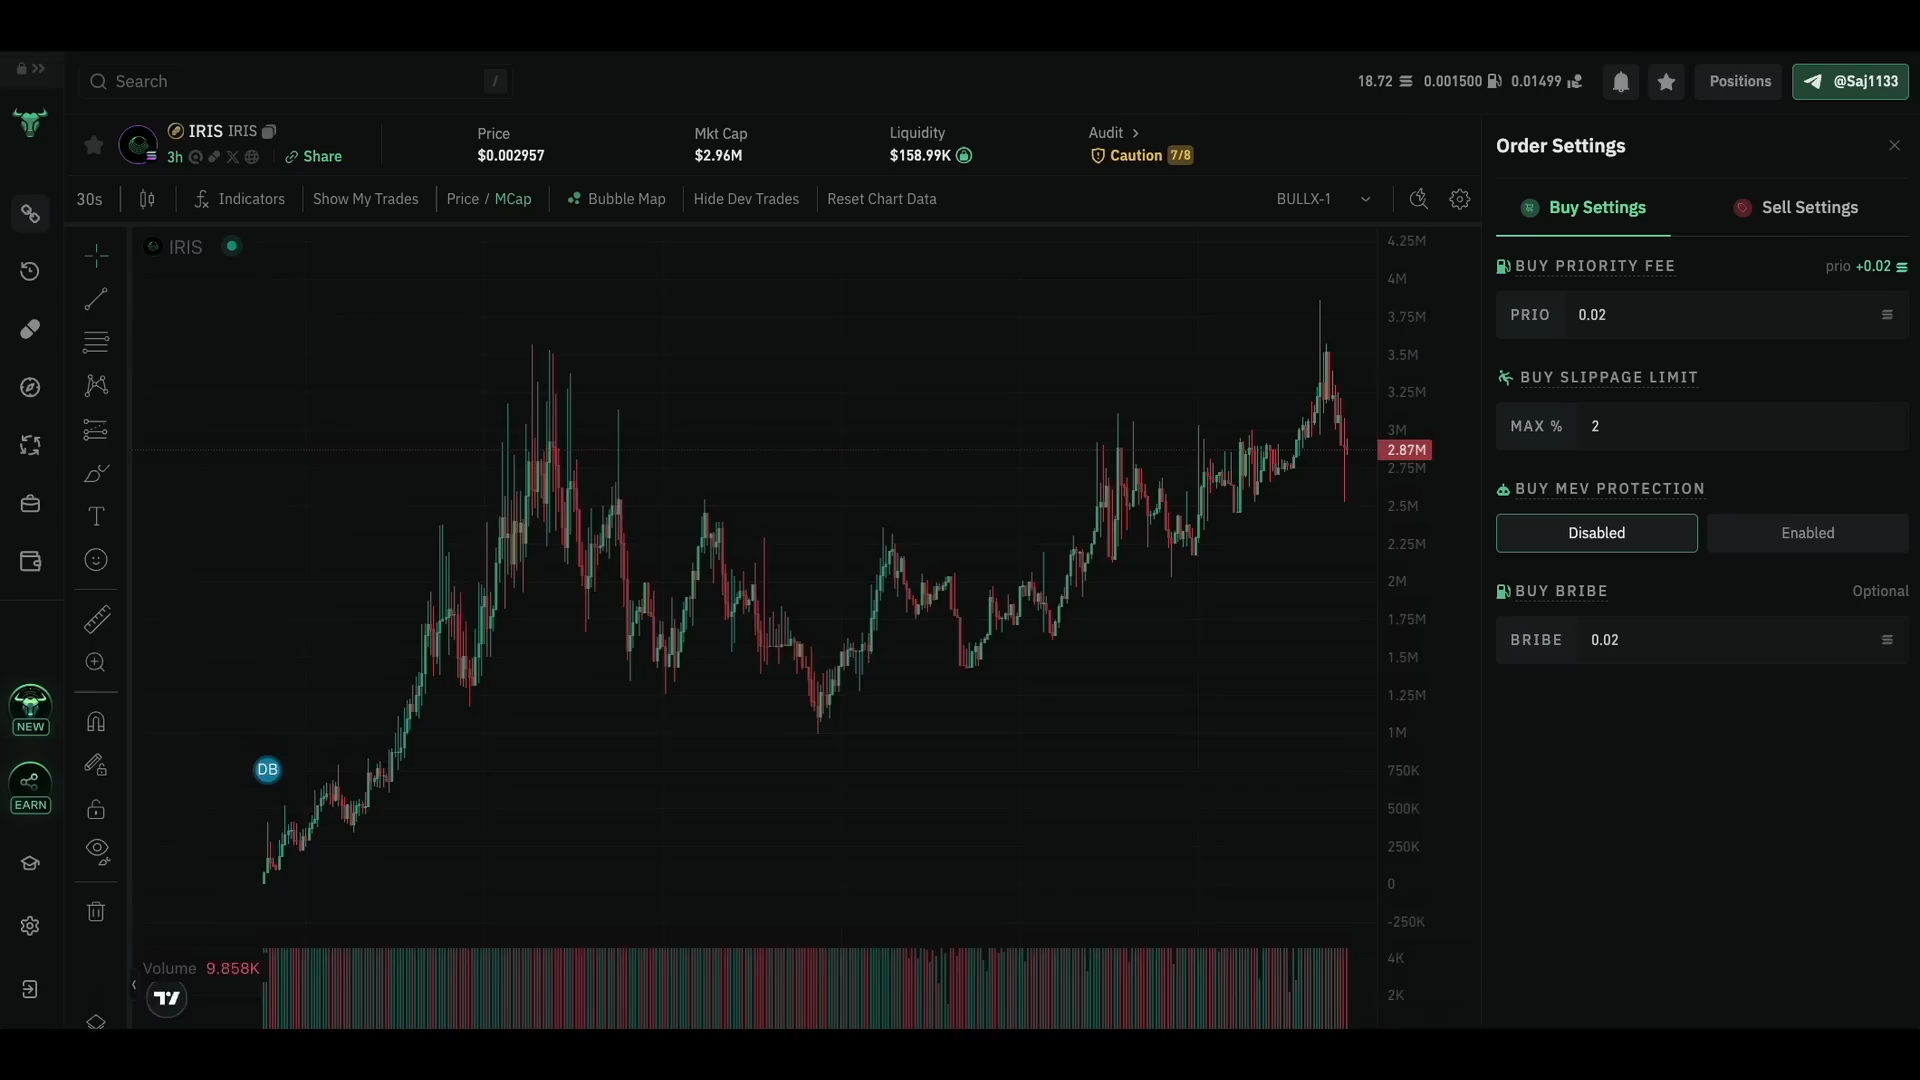 Search /
18.72 0.001500 0.01499 Positions @Saj1133
IRIS IRIS
3h Share
Price
$0.002957
Mkt Cap
$2.96M
Liquidity
$158.99K
Audit >
Caution 7/8
30s Indicators Show My Trades Price / MCap Bubble Map Hide Dev Trades Reset Chart Data BULLX-1
IRIS
4.25M
4M
3.75M
3.5M
3.25M
3M
2.87M
2.75M
2.5M
2.25M
2M
1.75M
1.5M
1.25M
1M
750K
500K
250K
0
-250K
4K
2K
DB
Volume 9.858K
NEW
EARN
Order Settings
Buy Settings Sell Settings
BUY PRIORITY FEE prio +0.02
PRIO 0.02
BUY SLIPPAGE LIMIT
MAX % 2
BUY MEV PROTECTION
Disabled Enabled
BUY BRIBE Optional
BRIBE 0.02